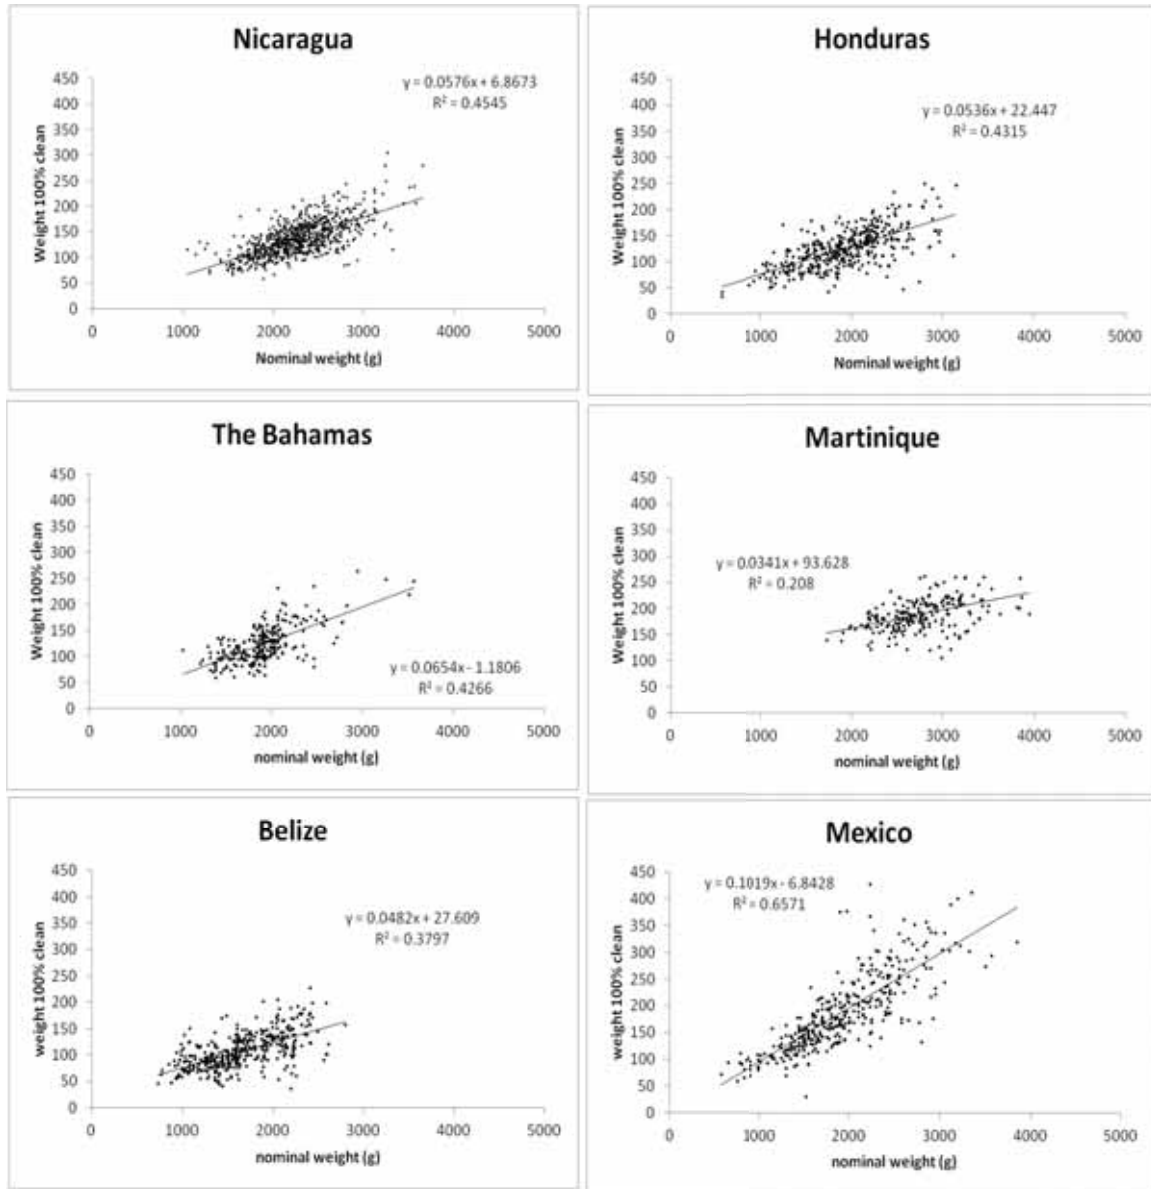 Nicaragua
y = 0.0576x + 6.8673
R² = 0.4545
Weight 100% clean
450
400
350
300
250
200
150
100
50
0
0 1000 2000 3000 4000 5000
Nominal weight (g)
Honduras
y = 0.0536x + 22.447
R² = 0.4315
Weight 100% clean
450
400
350
300
250
200
150
100
50
0
0 1000 2000 3000 4000 5000
Nominal weight (g)
The Bahamas
y = 0.0654x - 1.1806
R² = 0.4266
Weight 100% clean
450
400
350
300
250
200
150
100
50
0
0 1000 2000 3000 4000 5000
nominal weight (g)
Martinique
y = 0.0341x + 93.628
R² = 0.208
Weight 100% clean
450
400
350
300
250
200
150
100
50
0
0 1000 2000 3000 4000 5000
nominal weight (g)
Belize
y = 0.0482x + 27.609
R² = 0.3797
weight 100% clean
450
400
350
300
250
200
150
100
50
0
0 1000 2000 3000 4000 5000
nominal weight (g)
Mexico
y = 0.1019x - 6.8428
R² = 0.6571
weight 100% clean
450
400
350
300
250
200
150
100
50
0
0 1000 2000 3000 4000 5000
nominal weight (g)